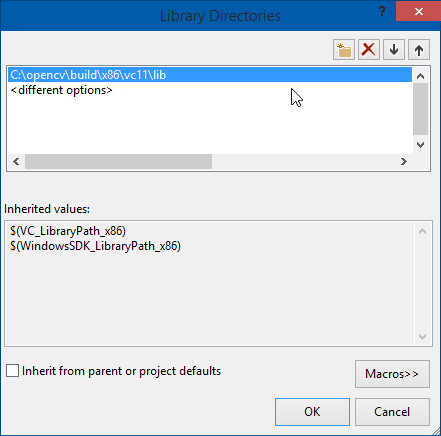 Library Directories
C:\opencv\build\x86\vc11\lib
<different options>
Inherited values:
$(VC_LibraryPath_x86)
$(WindowsSDK_LibraryPath_x86)
Inherit from parent or project defaults
Macros>>
OK
Cancel